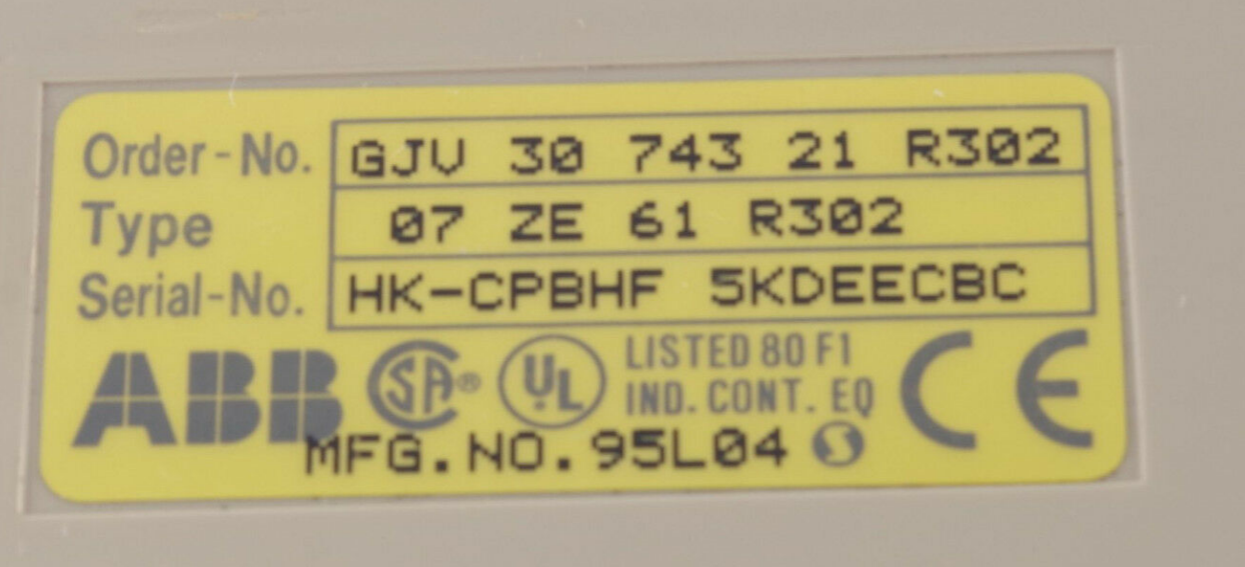 Order-No. GJV 30 743 21 R302
Type 07 ZE 61 R302
Serial-No. HK-CPBHF 5KDEECBC
ABB SA® UL LISTED 80 F1
IND. CONT. EQ CE
MFG.NO.95L04 S